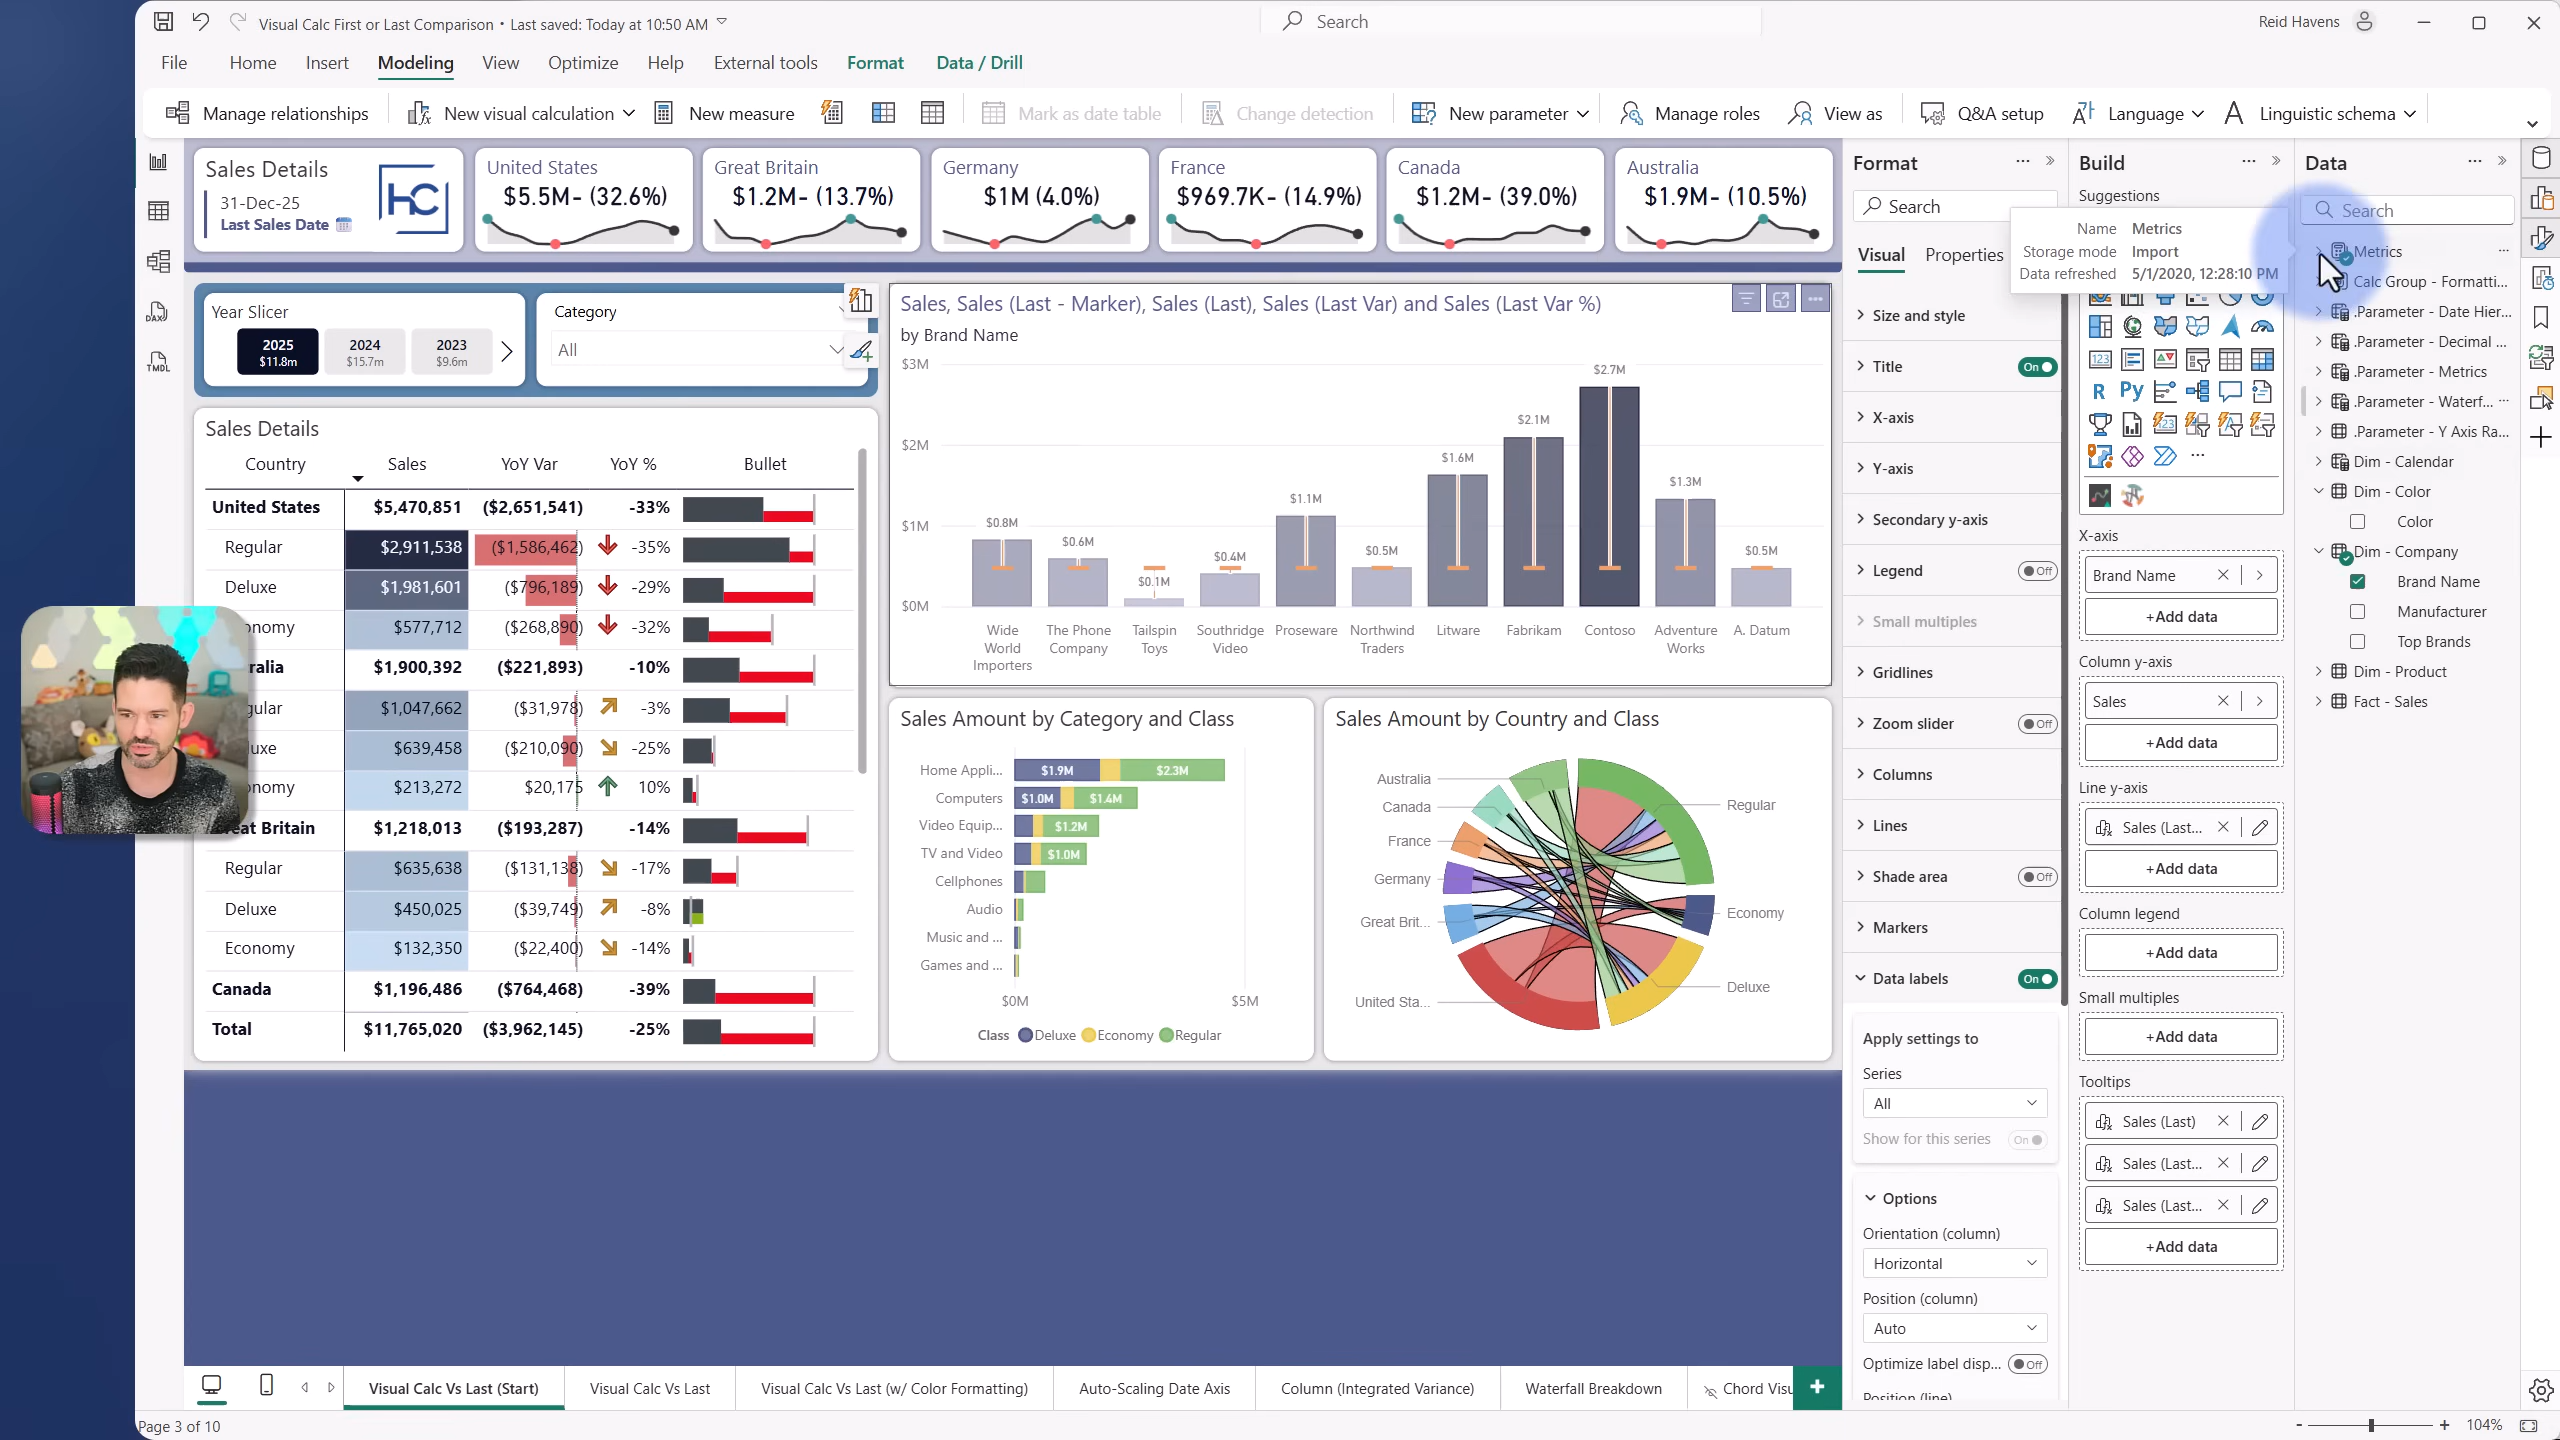 Visual Calc First or Last Comparison • Last saved: Today at 10:50 AM
Search
Reid Havens
File Home Insert Modeling View Optimize Help External tools Format Data / Drill
Manage relationships New visual calculation New measure Mark as date table Change detection New parameter Manage roles View as Q&A setup Language Linguistic schema
Sales Details
31-Dec-25
Last Sales Date
hc
United States
$5.5M- (32.6%)
Great Britain
$1.2M- (13.7%)
Germany
$1M (4.0%)
France
$969.7K- (14.9%)
Canada
$1.2M- (39.0%)
Australia
$1.9M- (10.5%)
Year Slicer
2025 2024 2023
$11.8m $15.7m $9.6m
Category
All
Sales Details
Country Sales YoY Var YoY % Bullet
United States $5,470,851 ($2,651,541) -33%
Regular $2,911,538 ($1,586,462) -35%
Deluxe $1,981,601 ($796,189) -29%
onomy $577,712 ($268,890) -32%
ralia $1,900,392 ($221,893) -10%
gular $1,047,662 ($31,978) -3%
luxe $639,458 ($210,090) -25%
onomy $213,272 $20,175 10%
eat Britain $1,218,013 ($193,287) -14%
Regular $635,638 ($131,138) -17%
Deluxe $450,025 ($39,749) -8%
Economy $132,350 ($22,400) -14%
Canada $1,196,486 ($764,468) -39%
Total $11,765,020 ($3,962,145) -25%
Sales, Sales (Last - Marker), Sales (Last), Sales (Last Var) and Sales (Last Var %)
by Brand Name
$3M
$2M
$1M
$0M
$0.8M $0.6M $0.1M $0.4M $1.1M $0.5M $1.6M $2.1M $2.7M $1.3M $0.5M
Wide The Phone Tailspin Southridge Proseware Northwind Litware Fabrikam Contoso Adventure A. Datum
World Company Toys Video Traders Works
Importers
Sales Amount by Category and Class
Home Appli... $1.9M $2.3M
Computers $1.0M $1.4M
Video Equip... $1.2M
TV and Video $1.0M
Cellphones
Audio
Music and ...
Games and ...
$0M $5M
Class Deluxe Economy Regular
Sales Amount by Country and Class
Australia
Canada
France
Germany
Great Brit...
United Sta...
Regular
Economy
Deluxe
Format
Search
Visual Properties
Size and style
Title On
X-axis
Y-axis
Secondary y-axis
Legend Off
Small multiples
Gridlines
Zoom slider Off
Columns
Lines
Shade area Off
Markers
Data labels On
Apply settings to
Series
All
Show for this series On
Options
Orientation (column)
Horizontal
Position (column)
Auto
Optimize label disp... Off
Position (line)
Build
Suggestions
Name Metrics
Storage mode Import
Data refreshed 5/1/2020, 12:28:10 PM
123
R Py
123
X-axis
Brand Name
+Add data
Column y-axis
Sales
+Add data
Line y-axis
Sales (Last...
+Add data
Column legend
+Add data
Small multiples
+Add data
Tooltips
Sales (Last)
Sales (Last...
Sales (Last...
+Add data
Data
Search
Metrics
Calc Group - Formatti...
.Parameter - Date Hier...
.Parameter - Decimal ...
.Parameter - Metrics
.Parameter - Waterf...
.Parameter - Y Axis Ra...
Dim - Calendar
Dim - Color
Color
Dim - Company
Brand Name
Manufacturer
Top Brands
Dim - Product
Fact - Sales
DAX
TMDL
Visual Calc Vs Last (Start) Visual Calc Vs Last Visual Calc Vs Last (w/ Color Formatting) Auto-Scaling Date Axis Column (Integrated Variance) Waterfall Breakdown Chord Visu
Page 3 of 10
- + 104%